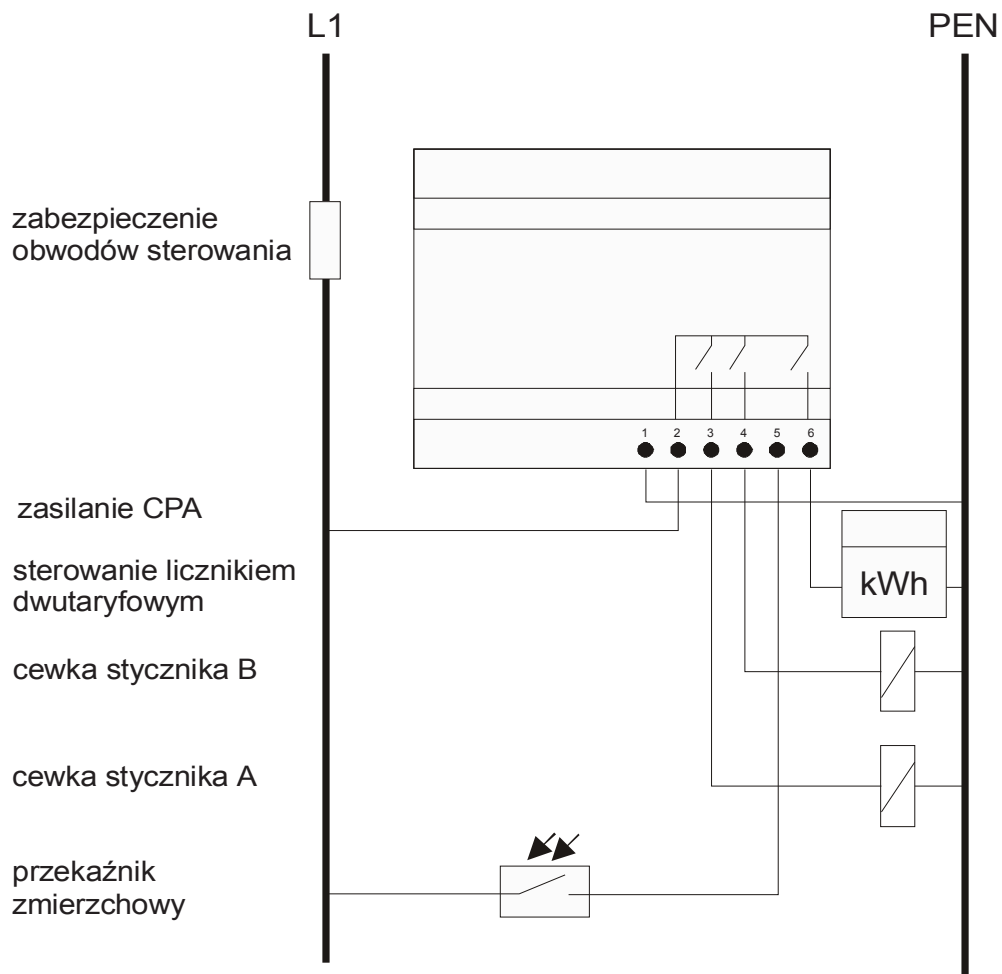 L1
PEN
zabezpieczenie
obwodów sterowania
1 2 3 4 5 6
zasilanie CPA
sterowanie licznikiem
dwutaryfowym
kWh
cewka stycznika B
cewka stycznika A
przekaźnik
zmierzchowy